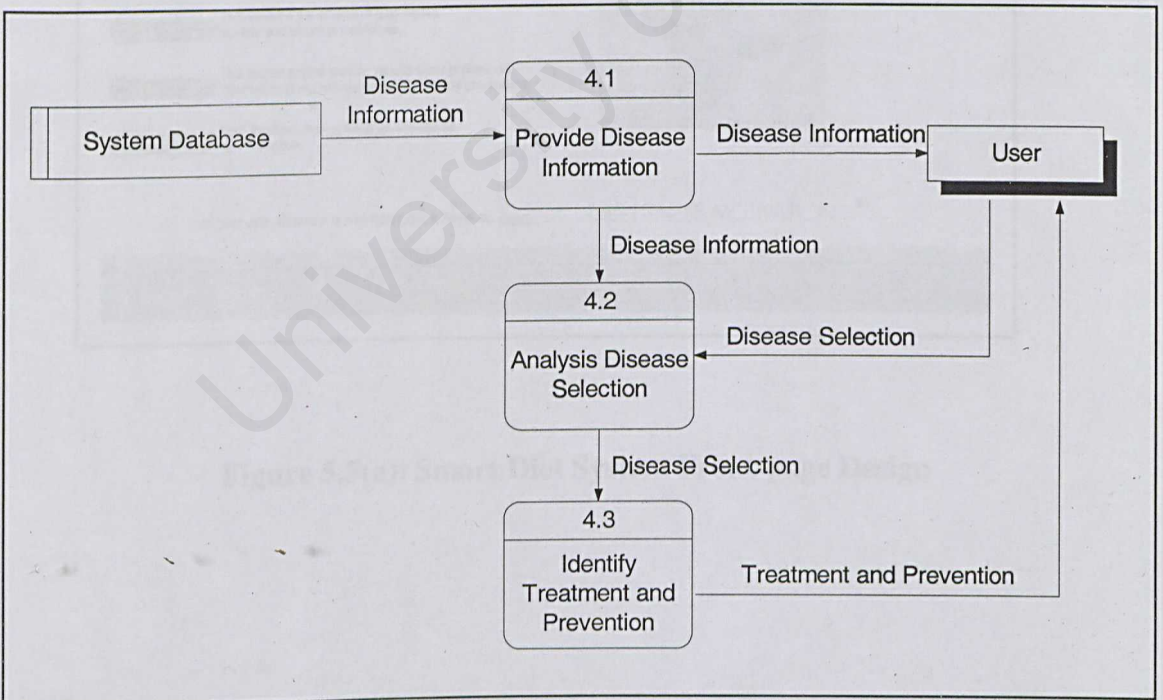 4.1
Disease
Information
System Database
Provide Disease
Information
Disease Information
User
Disease Information
4.2
Disease Selection
Analysis Disease
Selection
Disease Selection
4.3
Identify
Treatment and
Prevention
Treatment and Prevention
University
Figure 5.5(a): Smart Diet System Homepage Design